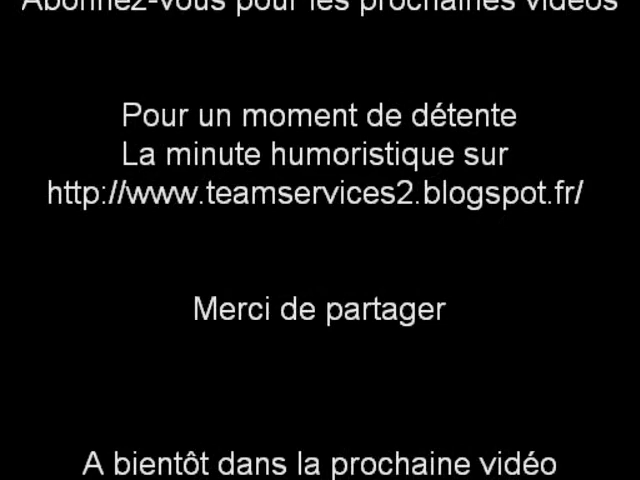 Abonnez-vous pour les prochaines vidéos
Pour un moment de détente
La minute humoristique sur
http://www.teamservices2.blogspot.fr/
Merci de partager
A bientôt dans la prochaine vidéo